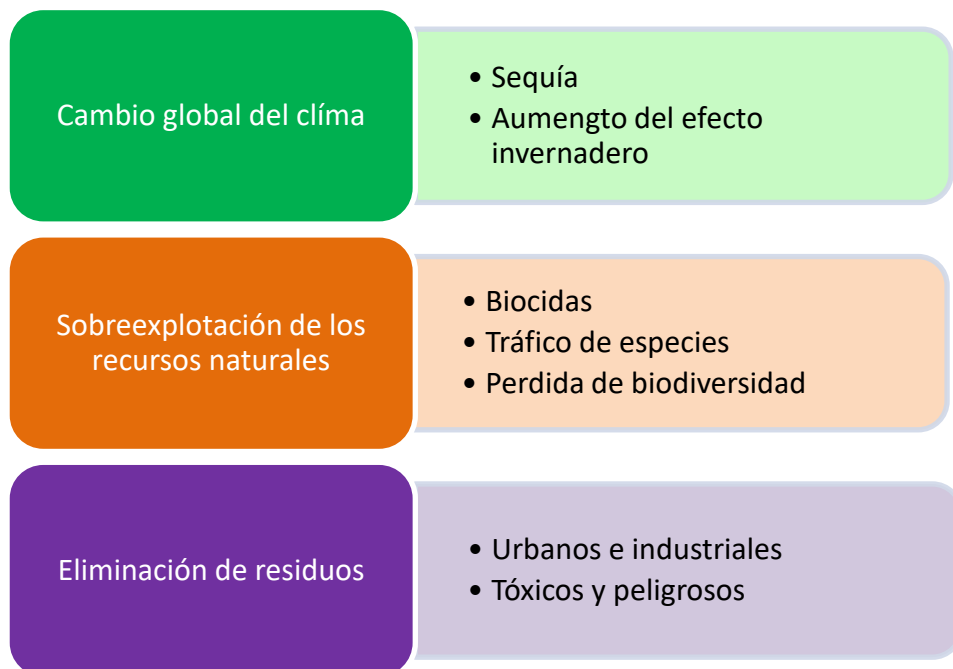 Cambio global del clíma
• Sequía
• Aumengto del efecto
invernadero
Sobreexplotación de los
recursos naturales
• Biocidas
• Tráfico de especies
• Perdida de biodiversidad
Eliminación de residuos
• Urbanos e industriales
• Tóxicos y peligrosos